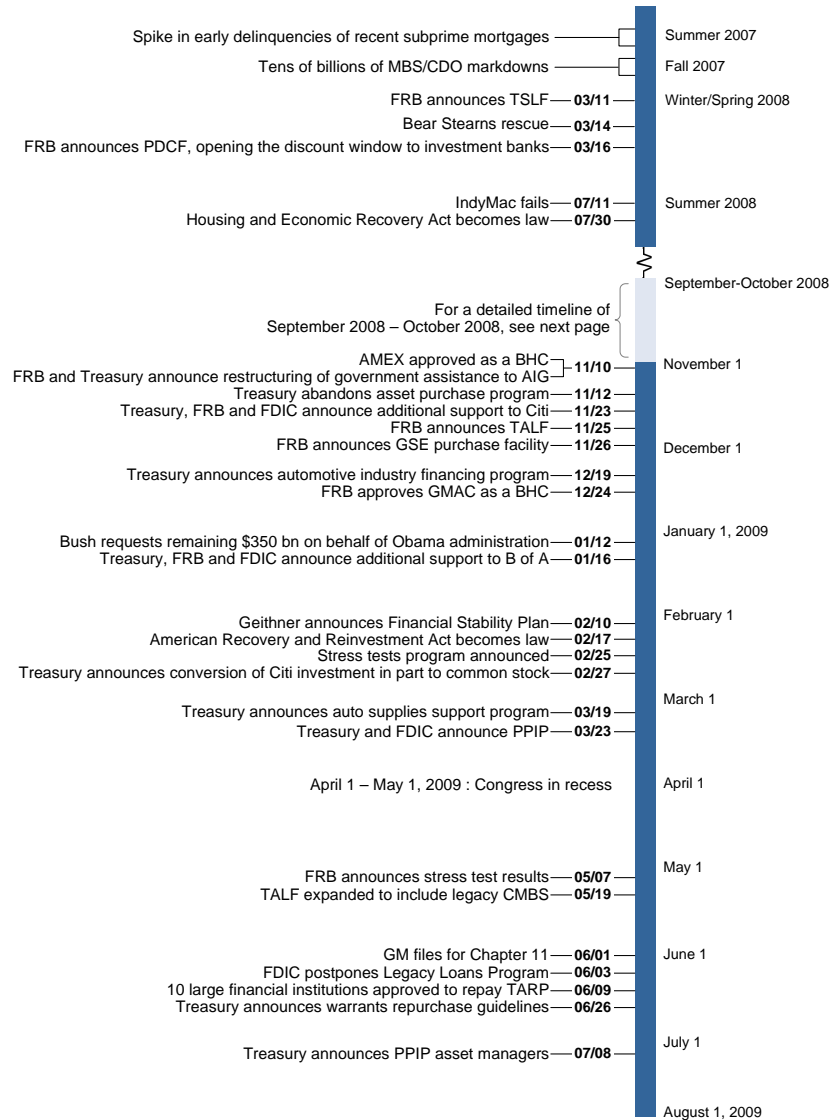 Spike in early delinquencies of recent subprime mortgages Summer 2007
Tens of billions of MBS/CDO markdowns Fall 2007
FRB announces TSLF 03/11 Winter/Spring 2008
Bear Stearns rescue 03/14
FRB announces PDCF, opening the discount window to investment banks 03/16
IndyMac fails 07/11 Summer 2008
Housing and Economic Recovery Act becomes law 07/30
September-October 2008
For a detailed timeline of
September 2008 – October 2008, see next page
AMEX approved as a BHC
11/10 November 1
FRB and Treasury announce restructuring of government assistance to AIG
Treasury abandons asset purchase program 11/12
Treasury, FRB and FDIC announce additional support to Citi 11/23
FRB announces TALF 11/25
FRB announces GSE purchase facility 11/26
December 1
Treasury announces automotive industry financing program 12/19
FRB approves GMAC as a BHC 12/24
January 1, 2009
Bush requests remaining $350 bn on behalf of Obama administration 01/12
Treasury, FRB and FDIC announce additional support to B of A 01/16
February 1
Geithner announces Financial Stability Plan 02/10
American Recovery and Reinvestment Act becomes law 02/17
Stress tests program announced 02/25
Treasury announces conversion of Citi investment in part to common stock 02/27
March 1
Treasury announces auto supplies support program 03/19
Treasury and FDIC announce PPIP 03/23
April 1 – May 1, 2009 : Congress in recess April 1
May 1
FRB announces stress test results 05/07
TALF expanded to include legacy CMBS 05/19
GM files for Chapter 11 06/01 June 1
FDIC postpones Legacy Loans Program 06/03
10 large financial institutions approved to repay TARP 06/09
Treasury announces warrants repurchase guidelines 06/26
July 1
Treasury announces PPIP asset managers 07/08
August 1, 2009